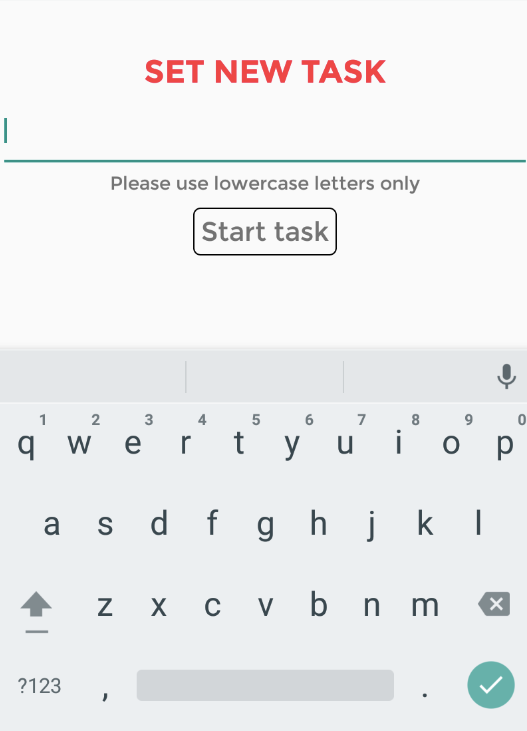 SET NEW TASK
Please use lowercase letters only
Start task
1 2 3 4 5 6 7 8 9 0
q w e r t y u i o p
a s d f g h j k l
z x c v b n m
?123 , .